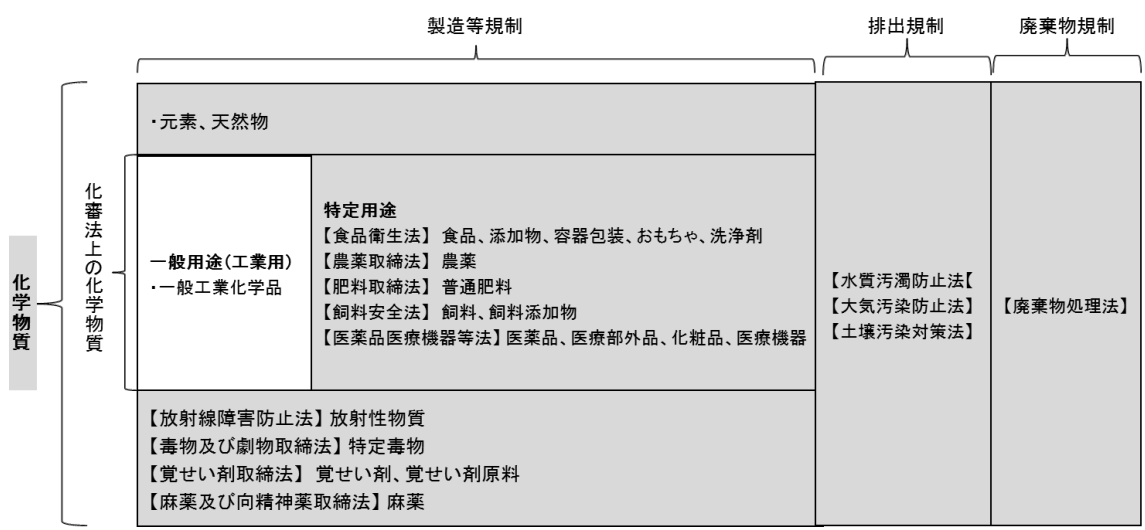 製造等規制
排出規制
廃棄物規制
化学物質
化審法上の化学物質
・元素、天然物
一般用途(工業用)
・一般工業化学品
特定用途
【食品衛生法】 食品、添加物、容器包装、おもちゃ、洗浄剤
【農薬取締法】 農薬
【肥料取締法】 普通肥料
【飼料安全法】 飼料、飼料添加物
【医薬品医療機器等法】 医薬品、医療部外品、化粧品、医療機器
【放射線障害防止法】 放射性物質
【毒物及び劇物取締法】 特定毒物
【覚せい剤取締法】 覚せい剤、覚せい剤原料
【麻薬及び向精神薬取締法】 麻薬
【水質汚濁防止法【
【大気汚染防止法】
【土壌汚染対策法】
【廃棄物処理法】